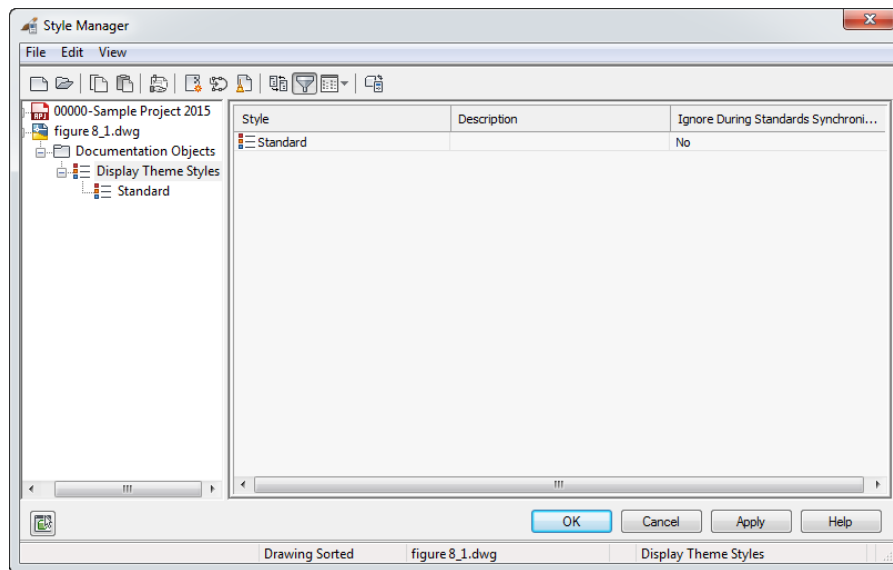 Style Manager
File Edit View
00000-Sample Project 2015
figure 8_1.dwg
Documentation Objects
Display Theme Styles
Standard
Style Description Ignore During Standards Synchroni...
Standard No
OK Cancel Apply Help
Drawing Sorted figure 8_1.dwg Display Theme Styles